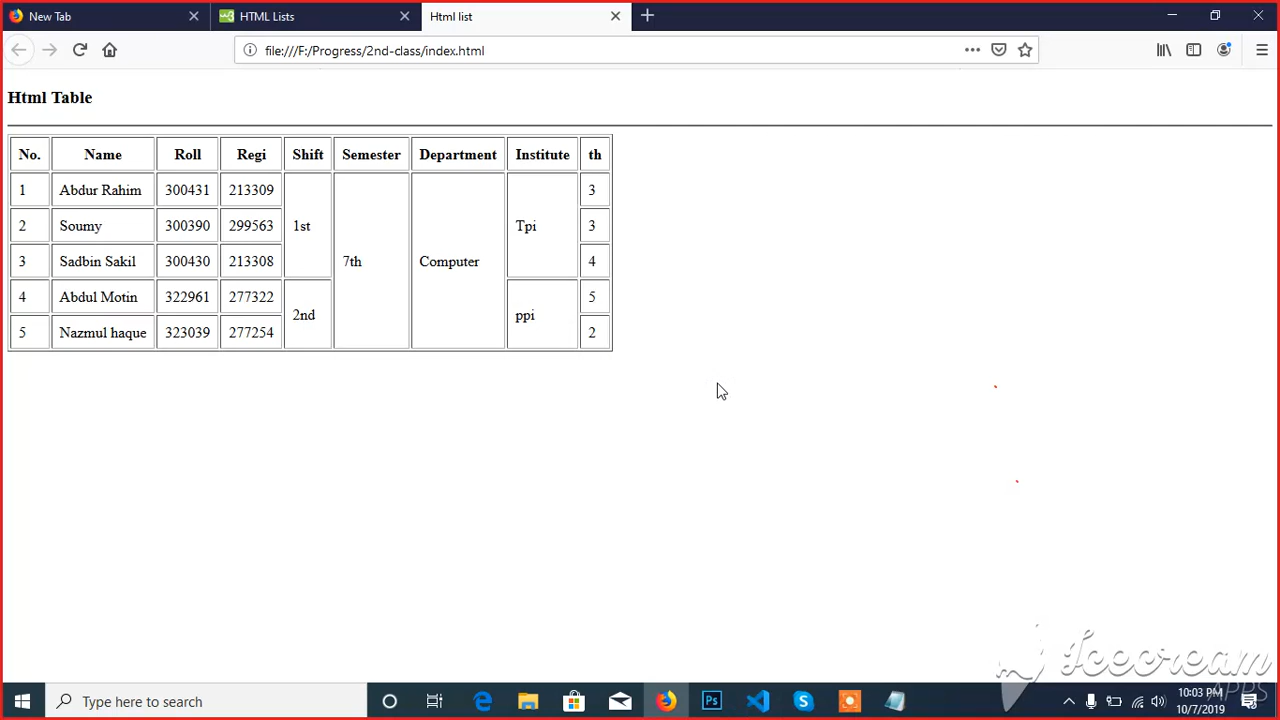 New Tab
HTML Lists
Html list
file:///F:/Progress/2nd-class/index.html
Html Table
No. Name Roll Regi Shift Semester Department Institute th
1 Abdur Rahim 300431 213309 1st 7th Computer Tpi 3
2 Soumy 300390 299563 3
3 Sadbin Sakil 300430 213308 4
4 Abdul Motin 322961 277322 2nd ppi 5
5 Nazmul haque 323039 277254 2
Icecream
APPS
Type here to search
Ps
10:03 PM
10/7/2019